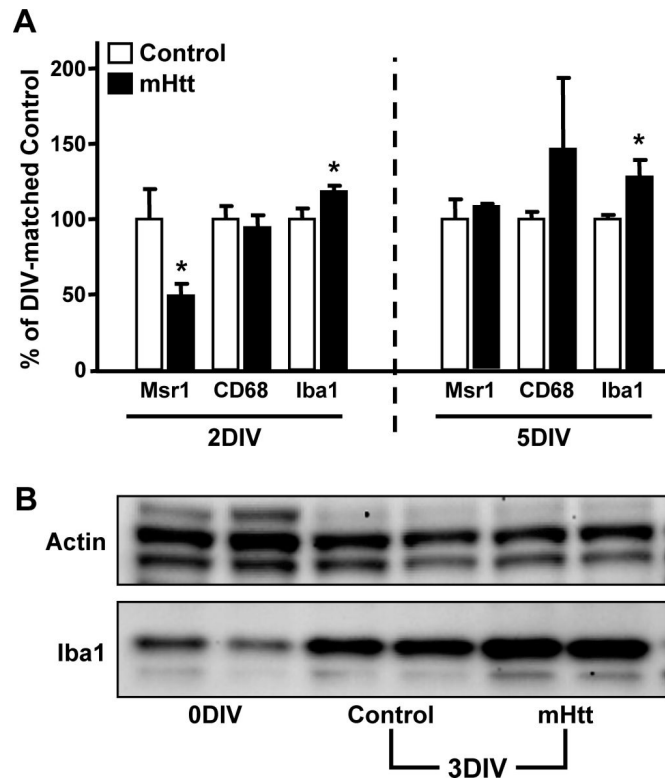 A
Control
mHtt
% of DIV-matched Control
200
150
100
50
0
*
*
*
Msr1 CD68 Iba1
Msr1 CD68 Iba1
2DIV
5DIV
B
Actin
Iba1
0DIV Control mHtt
3DIV